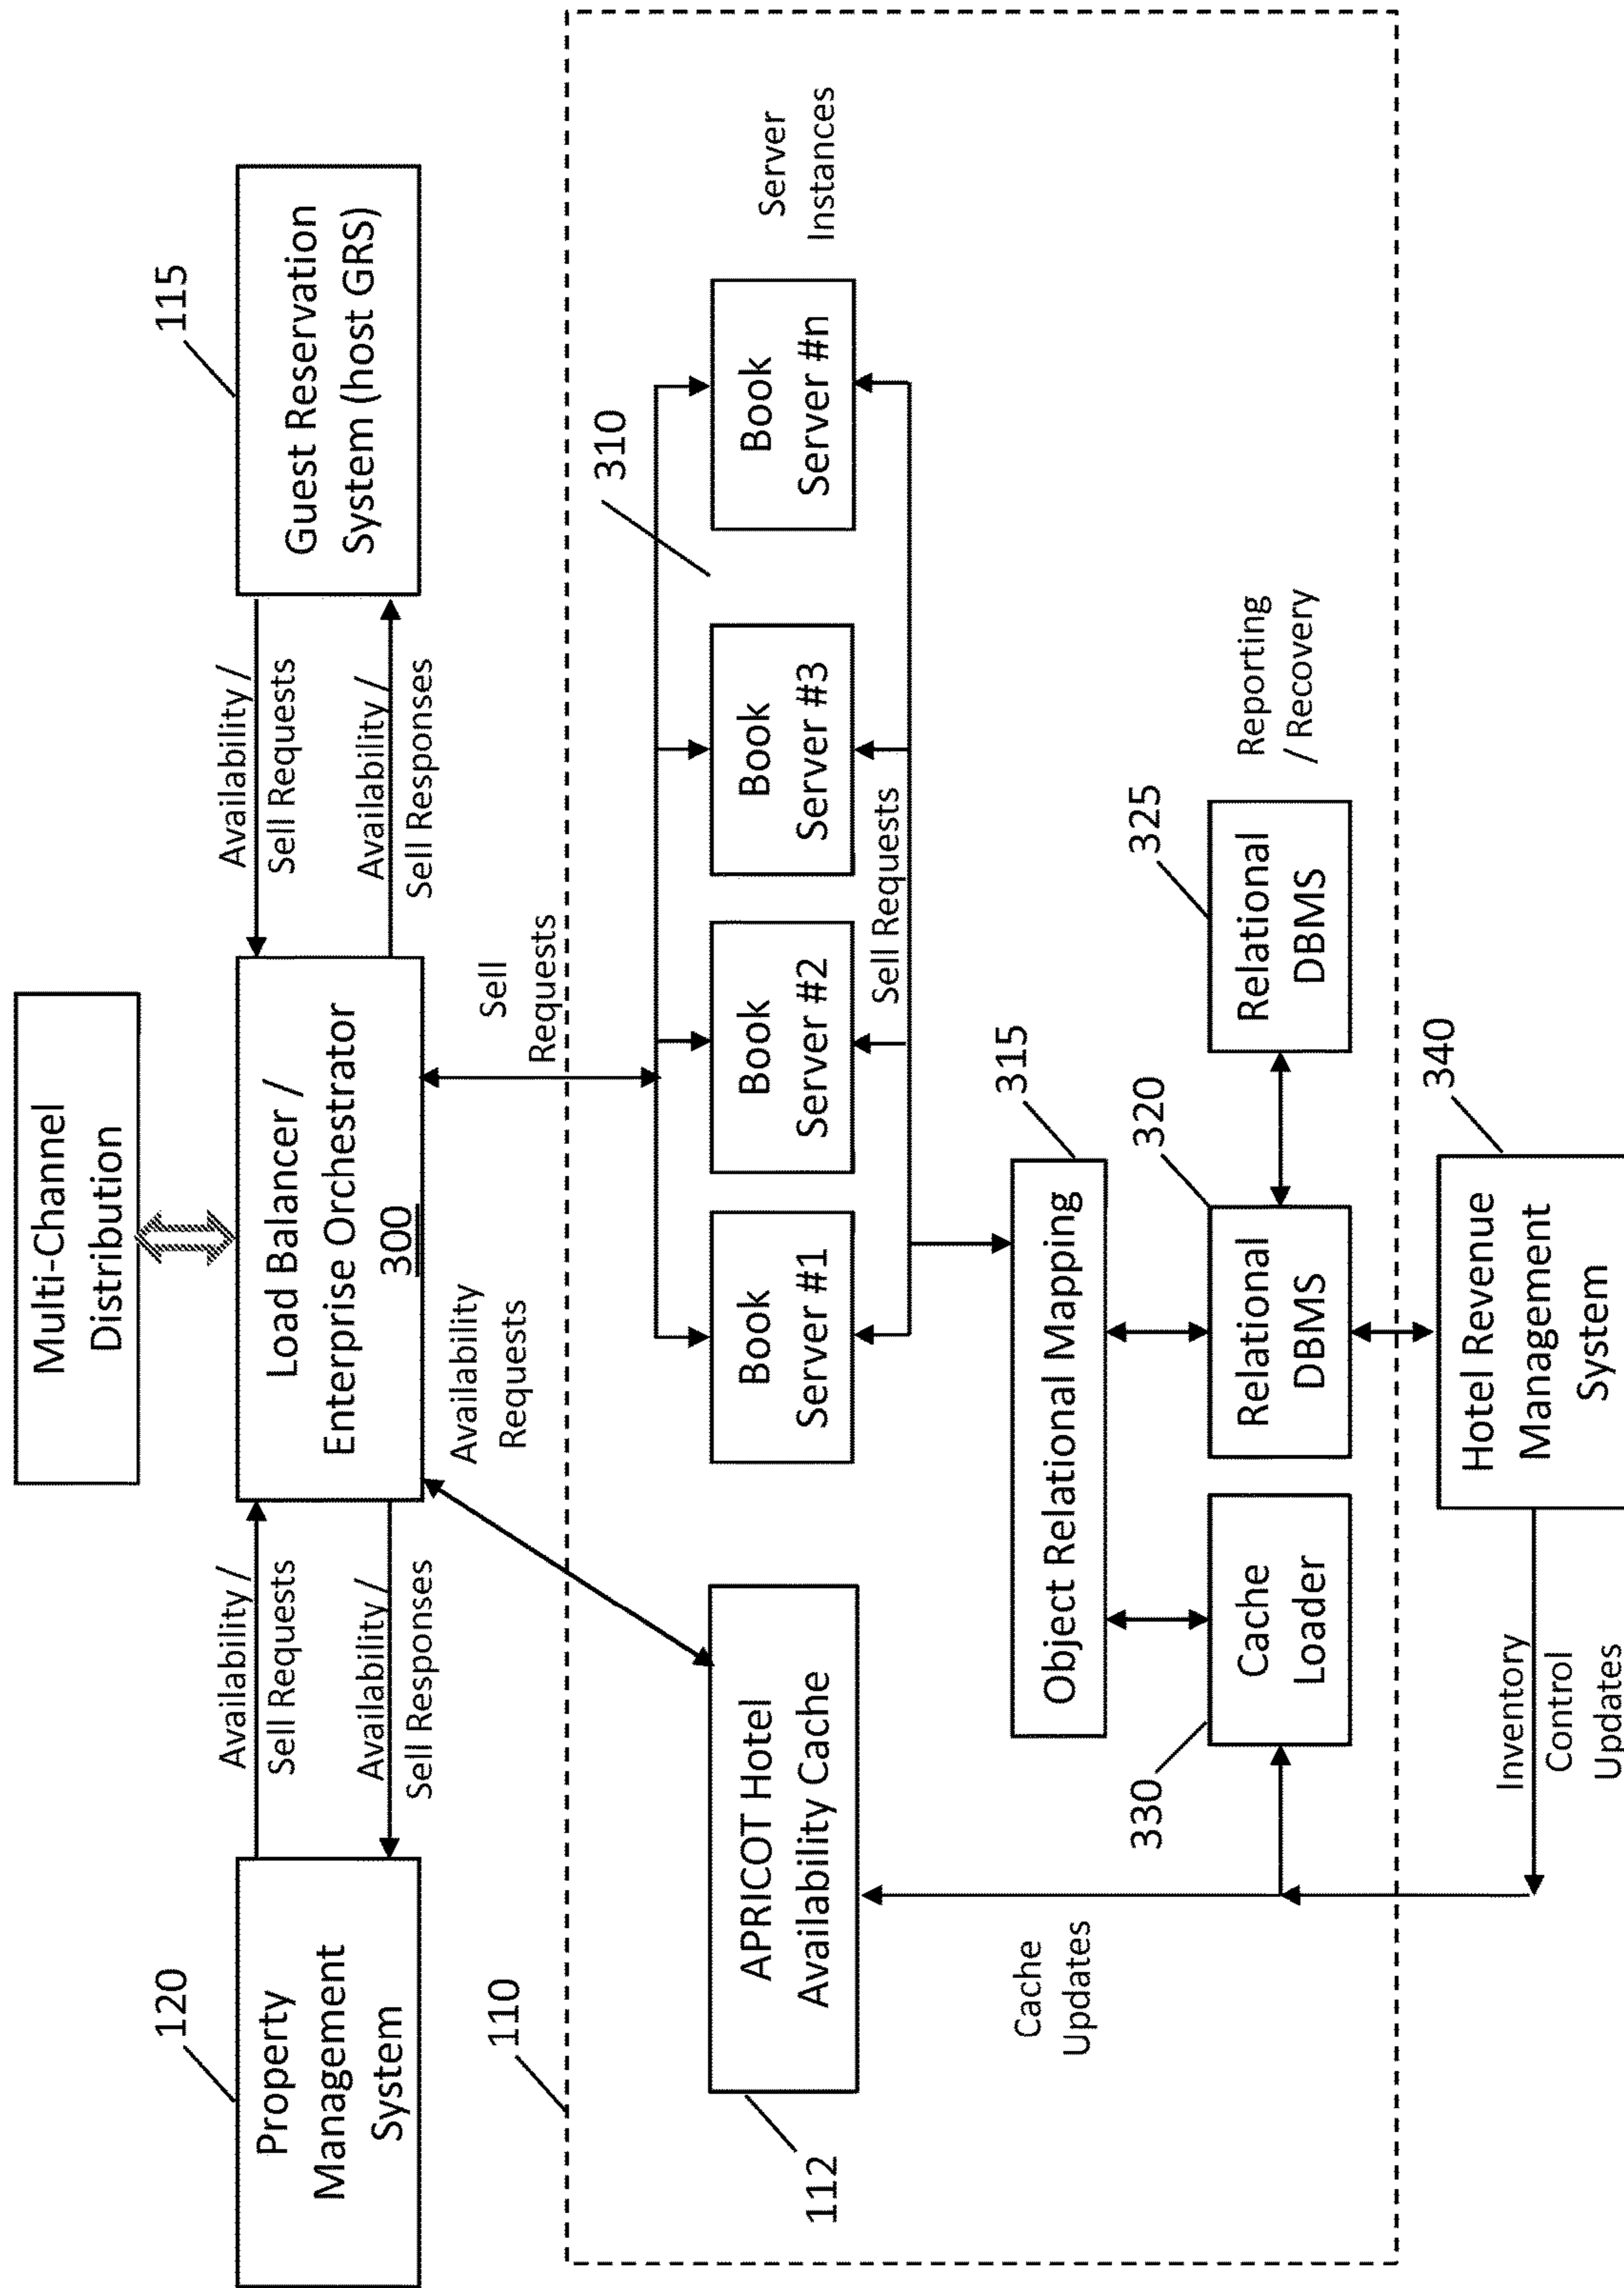 Multi-Channel
Distribution
120
Property
Management
System
Availability /
Sell Requests
Availability /
Sell Responses
Load Balancer /
Enterprise Orchestrator
300
Availability /
Sell Requests
Availability /
Sell Responses
115
Guest Reservation
System (host GRS)
Availability
Requests
Sell
Requests
110
112
APRICOT Hotel
Availability Cache
Book
Server #1
Book
Server #2
Book
Server #3
310
Book
Server #n
Server
Instances
Sell Requests
Cache
Updates
315
Object Relational Mapping
330
Cache
Loader
320
Relational
DBMS
325
Relational
DBMS
Reporting
/ Recovery
Inventory
Control
Updates
340
Hotel Revenue
Management
System